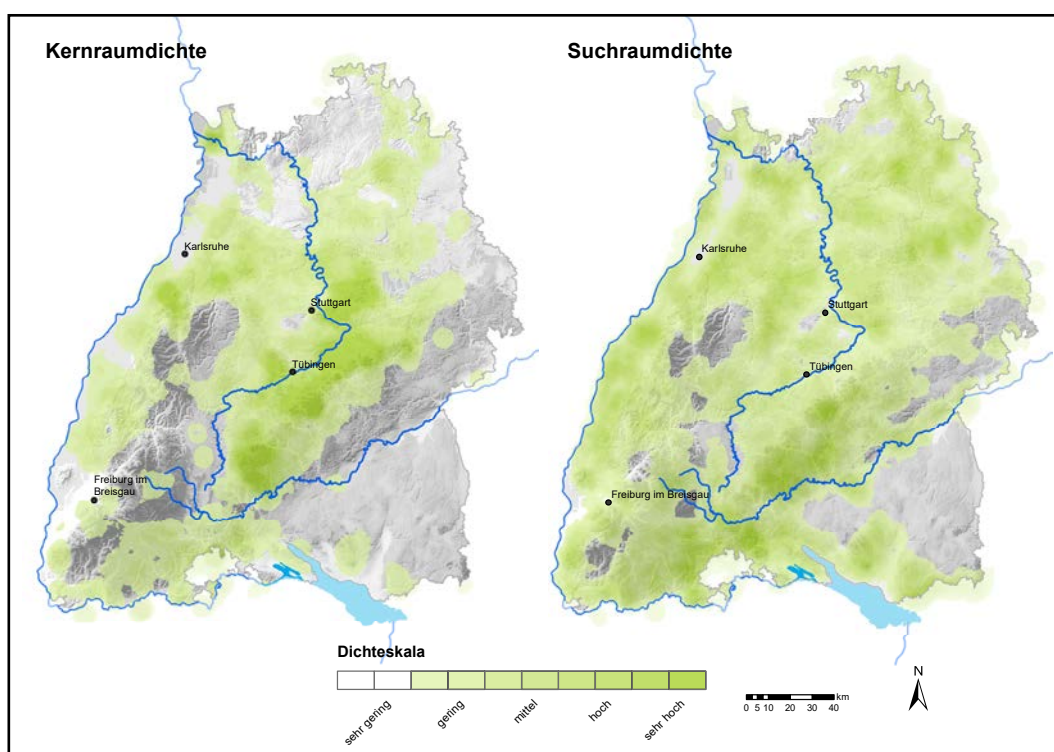 Kernraumdichte
Karlsruhe
Stuttgart
Tübingen
Freiburg im
Breisgau
Suchraumdichte
Karlsruhe
Stuttgart
Tübingen
Freiburg im Breisgau
Dichteskala
sehr gering
gering
mittel
hoch
sehr hoch
km
0 5 10 20 30 40
N